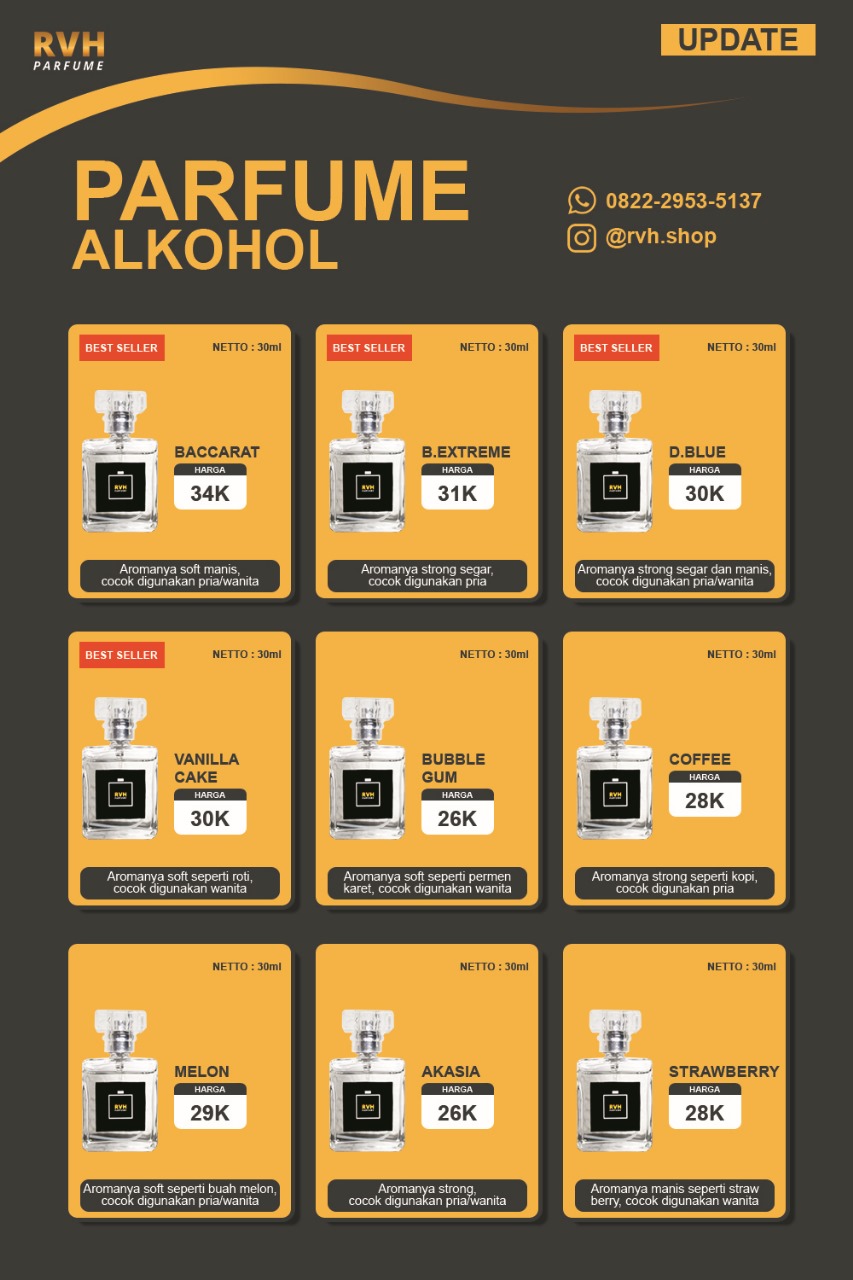 RVH
PARFUME
UPDATE
PARFUME
ALKOHOL
0822-2953-5137
@rvh.shop
BEST SELLER
NETTO : 30ml
BACCARAT
HARGA
34K
RVH
Aromanya soft manis,
cocok digunakan pria/wanita
BEST SELLER
NETTO : 30ml
B.EXTREME
HARGA
31K
RVH
Aromanya strong segar,
cocok digunakan pria
BEST SELLER
NETTO : 30ml
D.BLUE
HARGA
30K
RVH
Aromanya strong segar dan manis,
cocok digunakan pria/wanita
BEST SELLER
NETTO : 30ml
VANILLA
CAKE
HARGA
30K
RVH
Aromanya soft seperti roti,
cocok digunakan wanita
NETTO : 30ml
BUBBLE
GUM
HARGA
26K
RVH
Aromanya soft seperti permen
karet, cocok digunakan wanita
NETTO : 30ml
COFFEE
HARGA
28K
RVH
Aromanya strong seperti kopi,
cocok digunakan pria
NETTO : 30ml
MELON
HARGA
29K
RVH
Aromanya soft seperti buah melon,
cocok digunakan pria/wanita
NETTO : 30ml
AKASIA
HARGA
26K
RVH
Aromanya strong,
cocok digunakan pria/wanita
NETTO : 30ml
STRAWBERRY
HARGA
28K
RVH
Aromanya manis seperti straw
berry, cocok digunakan wanita